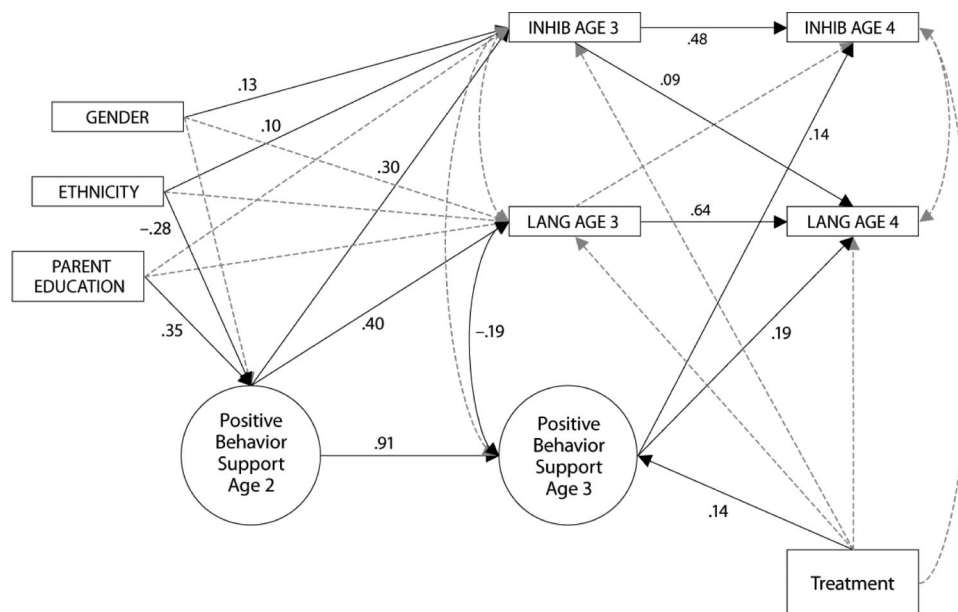 INHIB AGE 3
.48
INHIB AGE 4
.13
.09
GENDER
.10
.14
.30
ETHNICITY
LANG AGE 3
.64
LANG AGE 4
–.28
PARENT
EDUCATION
.35
.40
–.19
.19
Positive
Behavior
Support
Age 2
.91
Positive
Behavior
Support
Age 3
.14
Treatment